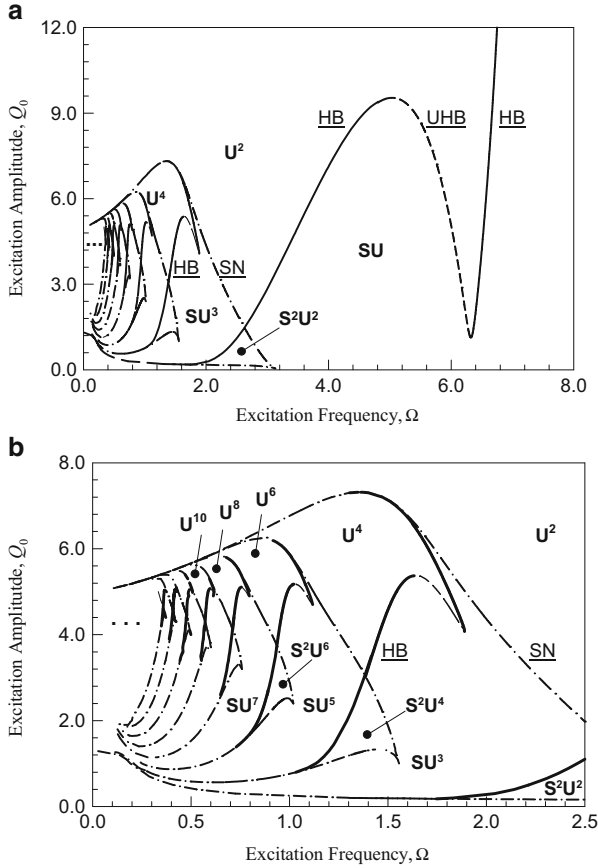 a
12.0
9.0
6.0
3.0
0.0
Excitation Amplitutde, Q₀
HB
UHB
HB
U²
U⁴
HB
SN
SU
SU³
S²U²
0.0
2.0
4.0
6.0
8.0
Excitation Frequency, Ω
b
8.0
6.0
4.0
2.0
0.0
Excitation Amplitutde, Q₀
U¹⁰
U⁸
U⁶
U⁴
U²
HB
SN
S²U⁶
SU⁷
SU⁵
S²U⁴
SU³
S²U²
0.0
0.5
1.0
1.5
2.0
2.5
Excitation Frequency, Ω